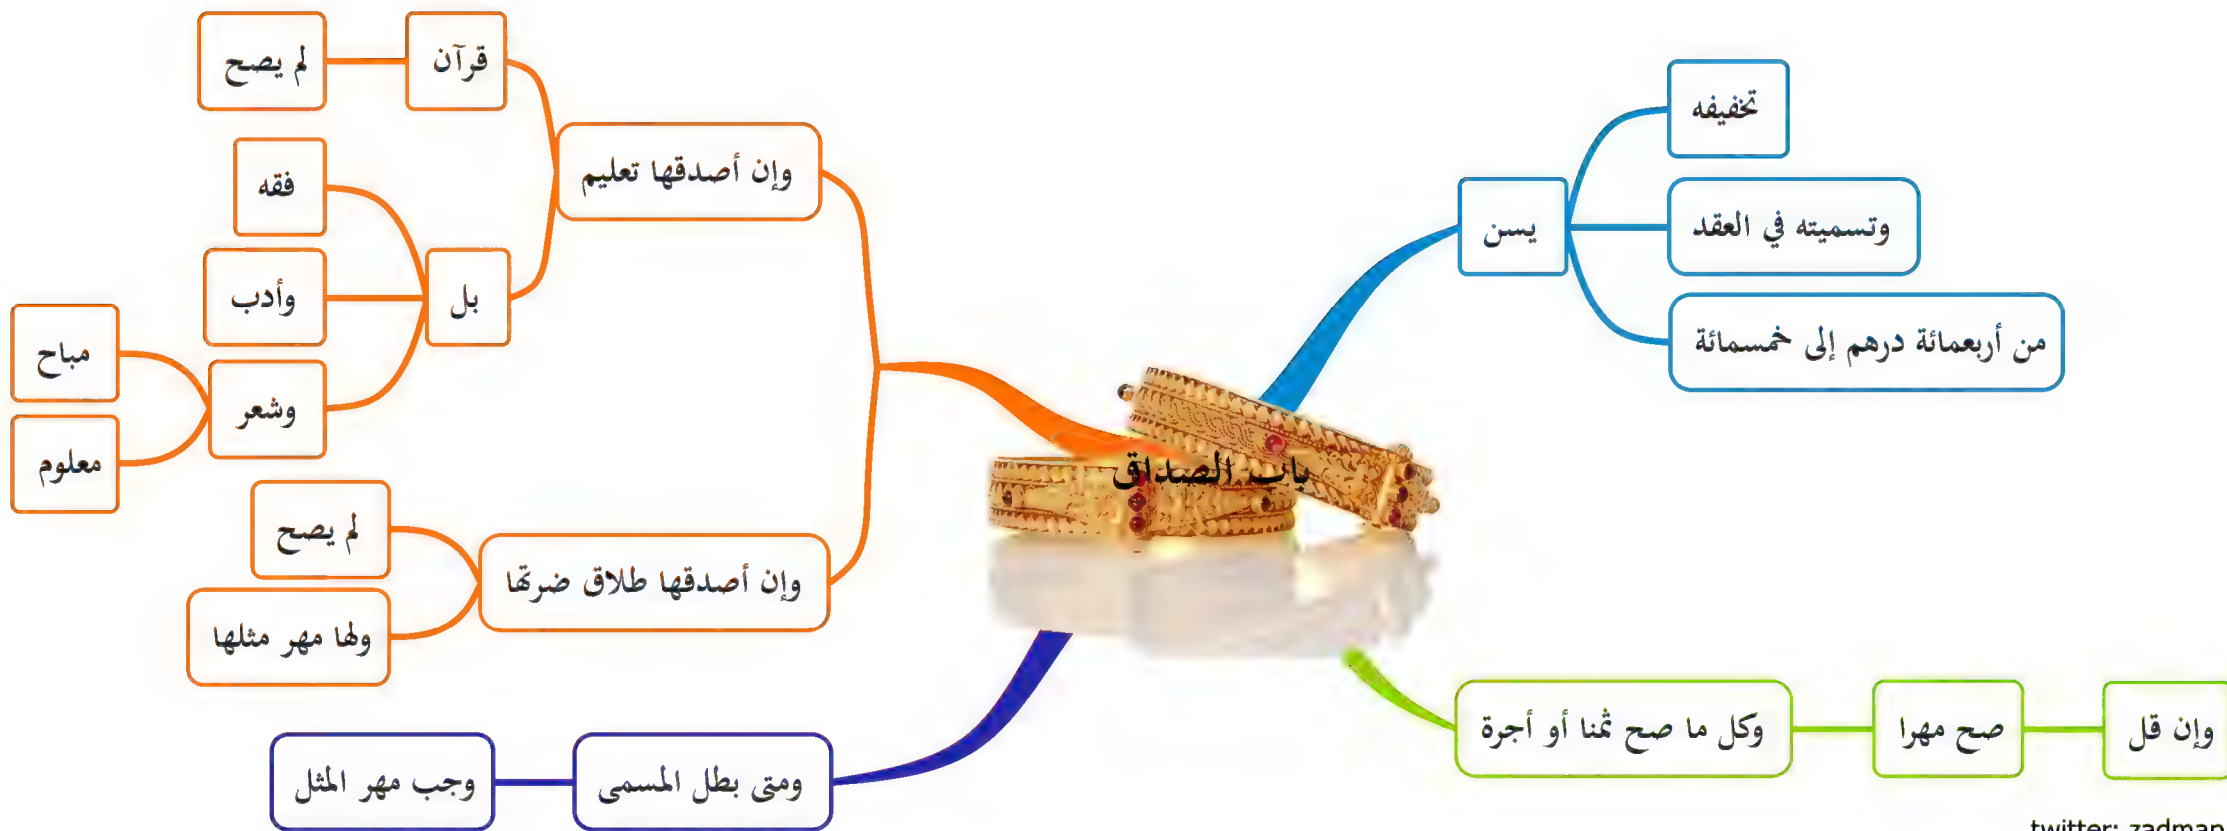 باب الصداق
يسن
تخفيفه
وتسميته في العقد
من أربعمائة درهم إلى خمسمائة
وكل ما صح ثمنا أو أجرة
صح مهرا
وإن قل
وإن أصدقها تعليم
قرآن
لم يصح
بل
فقه
وأدب
وشعر
مباح
معلوم
وإن أصدقها طلاق ضرتها
لم يصح
ولها مهر مثلها
ومتى بطل المسمى
وجب مهر المثل
twitter: zadman